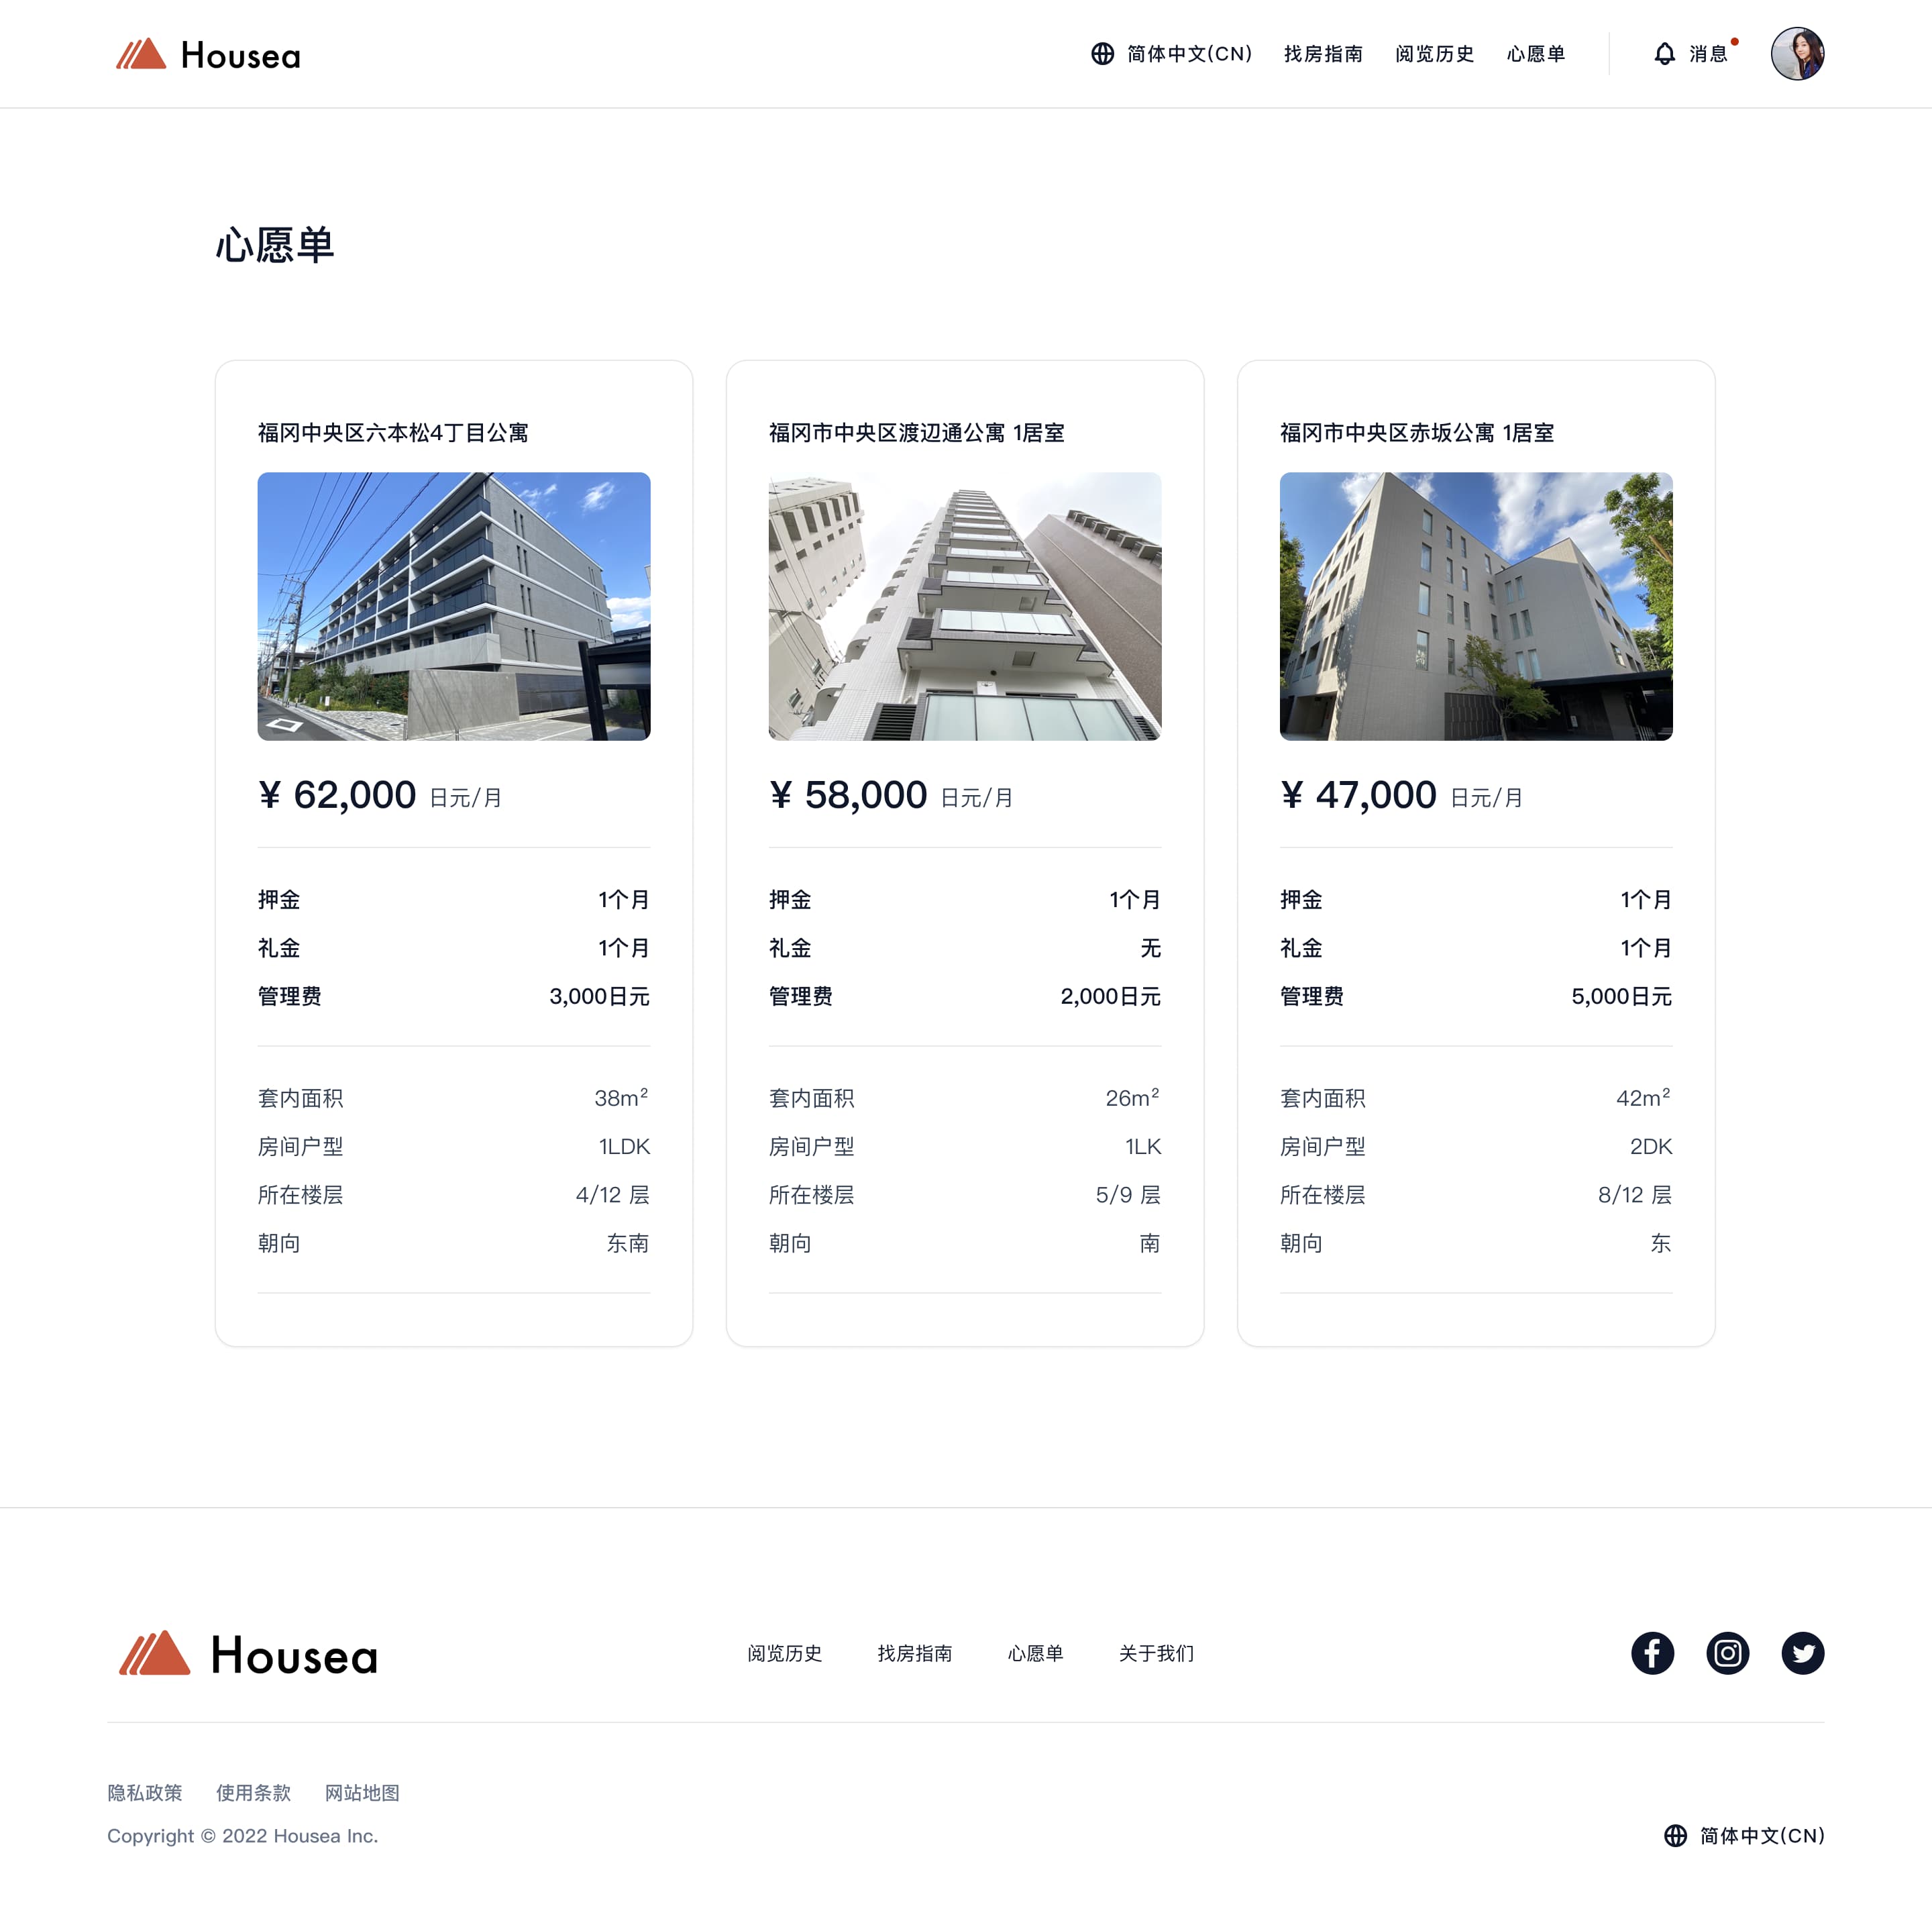 Housea
简体中文(CN) 找房指南 阅览历史 心愿单 消息
心愿单
福冈中央区六本松4丁目公寓
¥ 62,000 日元/月
押金 1个月
礼金 1个月
管理费 3,000日元
套内面积 38m²
房间户型 1LDK
所在楼层 4/12 层
朝向 东南
福冈市中央区渡辺通公寓 1居室
¥ 58,000 日元/月
押金 1个月
礼金 无
管理费 2,000日元
套内面积 26m²
房间户型 1LK
所在楼层 5/9 层
朝向 南
福冈市中央区赤坂公寓 1居室
¥ 47,000 日元/月
押金 1个月
礼金 1个月
管理费 5,000日元
套内面积 42m²
房间户型 2DK
所在楼层 8/12 层
朝向 东
Housea
阅览历史 找房指南 心愿单 关于我们
隐私政策 使用条款 网站地图
Copyright © 2022 Housea Inc.
简体中文(CN)